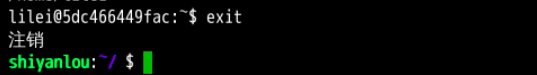 lilei@5dc466449fac:~$ exit
注销
shiyanlou:~/ $